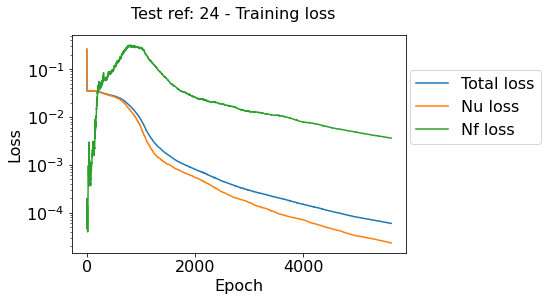 Test ref: 24 - Training loss
10⁻¹
10⁻²
10⁻³
10⁻⁴
Loss
0
2000
4000
Epoch
Total loss
Nu loss
Nf loss